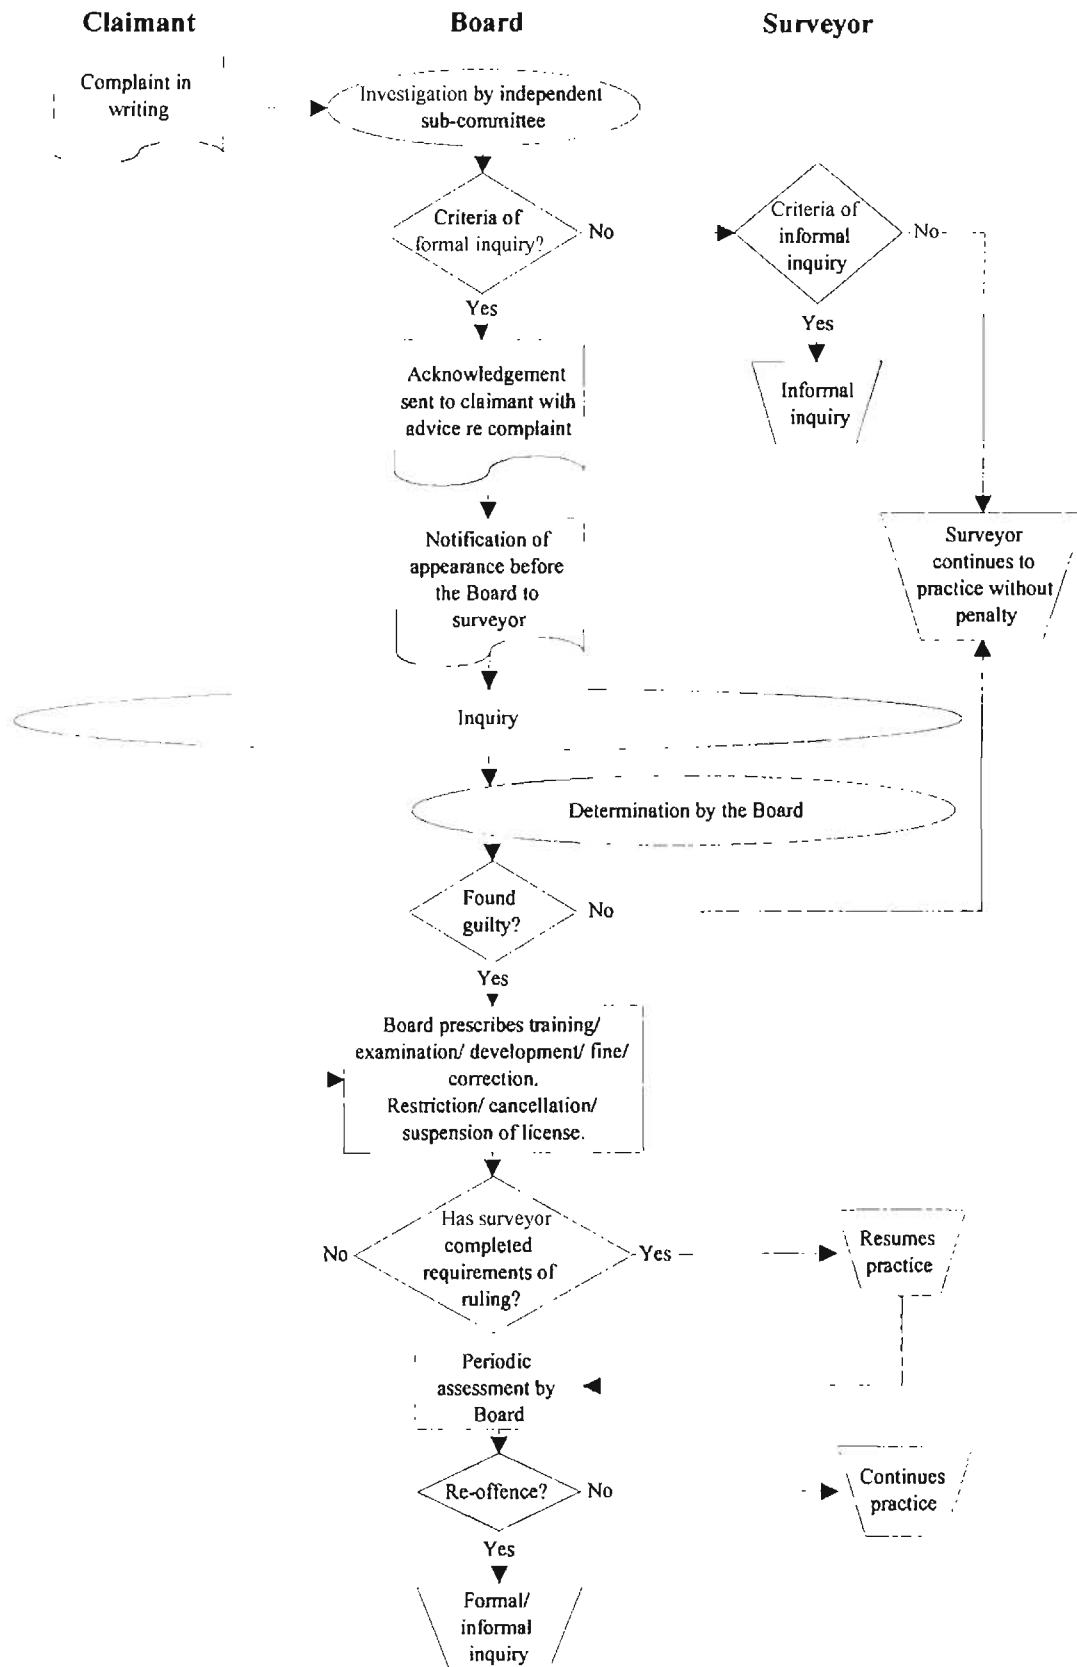 Claimant
Board
Surveyor
Complaint in
writing
Investigation by independent
sub-committee
Criteria of
formal inquiry?
No
Criteria of
informal
inquiry
No
Yes
Yes
Acknowledgement
sent to claimant with
advice re complaint
Informal
inquiry
Notification of
appearance before
the Board to
surveyor
Surveyor
continues to
practice without
penalty
Inquiry
Determination by the Board
Found
guilty?
No
Yes
Board prescribes training/
examination/ development/ fine/
correction.
Restriction/ cancellation/
suspension of license.
Has surveyor
completed
requirements of
ruling?
No
Yes
Resumes
practice
Periodic
assessment by
Board
Re-offence?
No
Continues
practice
Yes
Formal/
informal
inquiry